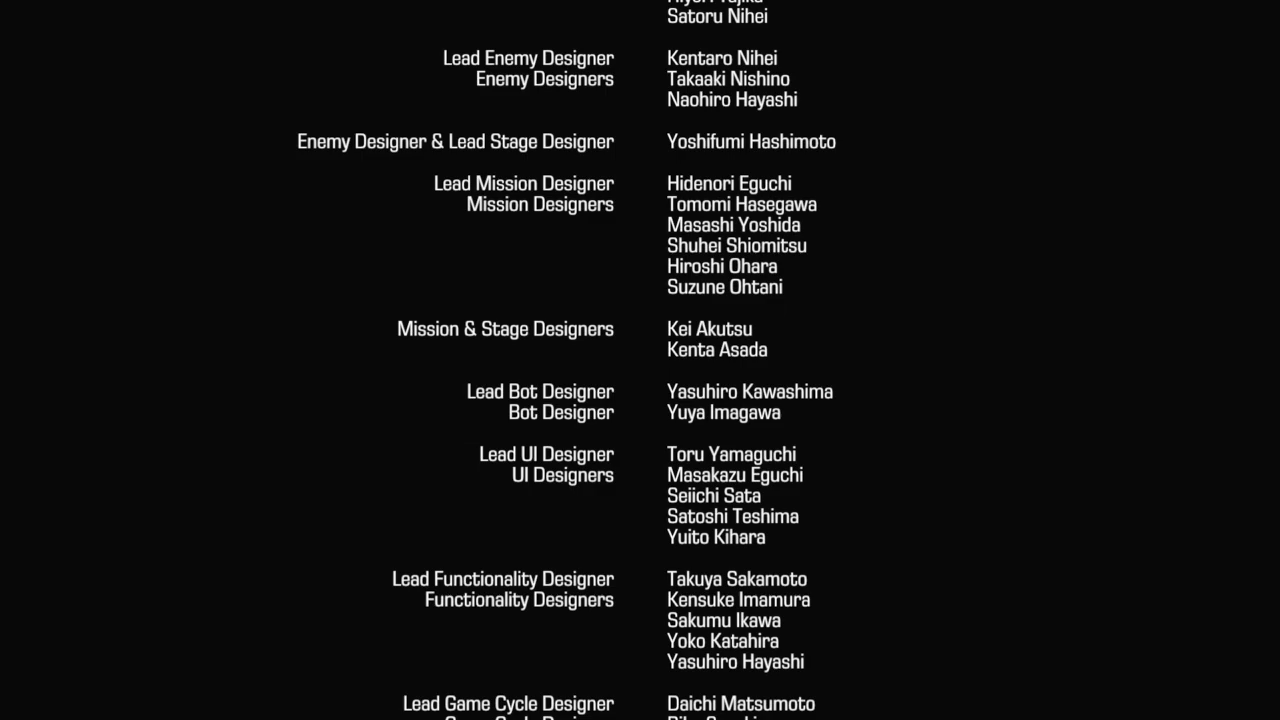 Satoru Nihei
Lead Enemy Designer Kentaro Nihei
Enemy Designers Takaaki Nishino
Naohiro Hayashi
Enemy Designer & Lead Stage Designer Yoshifumi Hashimoto
Lead Mission Designer Hidenori Eguchi
Mission Designers Tomomi Hasegawa
Masashi Yoshida
Shuhei Shiomitsu
Hiroshi Ohara
Suzune Ohtani
Mission & Stage Designers Kei Akutsu
Kenta Asada
Lead Bot Designer Yasuhiro Kawashima
Bot Designer Yuya Imagawa
Lead UI Designer Toru Yamaguchi
UI Designers Masakazu Eguchi
Seiichi Sata
Satoshi Teshima
Yuito Kihara
Lead Functionality Designer Takuya Sakamoto
Functionality Designers Kensuke Imamura
Sakumu Ikawa
Yoko Katahira
Yasuhiro Hayashi
Lead Game Cycle Designer Daichi Matsumoto